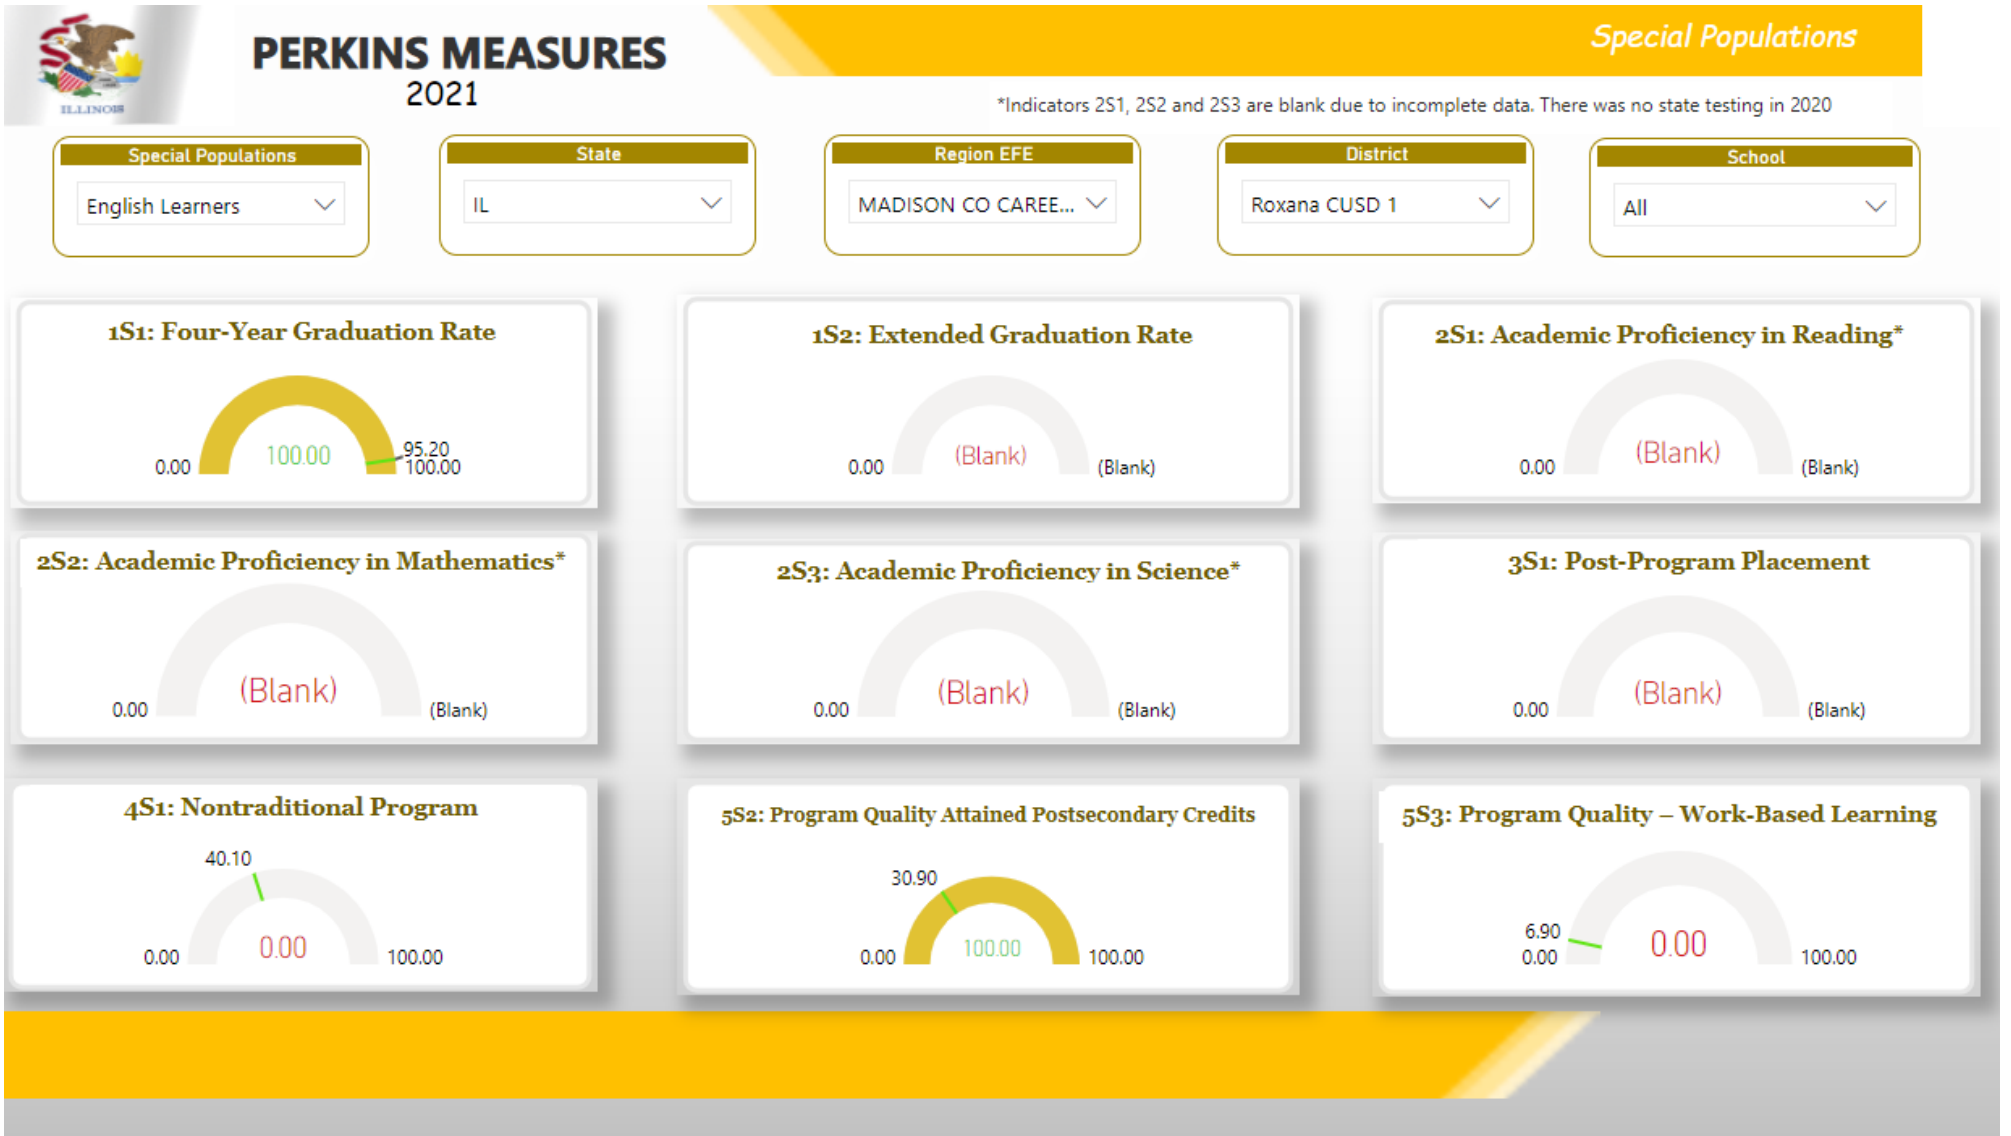 ILLINOIS
PERKINS MEASURES
2021
Special Populations
*Indicators 2S1, 2S2 and 2S3 are blank due to incomplete data. There was no state testing in 2020
Special Populations
English Learners
State
IL
Region EFE
MADISON CO CAREE...
District
Roxana CUSD 1
School
All
1S1: Four-Year Graduation Rate
100.00
95.20
0.00
100.00
1S2: Extended Graduation Rate
(Blank)
0.00
(Blank)
2S1: Academic Proficiency in Reading*
(Blank)
0.00
(Blank)
2S2: Academic Proficiency in Mathematics*
(Blank)
0.00
(Blank)
2S3: Academic Proficiency in Science*
(Blank)
0.00
(Blank)
3S1: Post-Program Placement
(Blank)
0.00
(Blank)
4S1: Nontraditional Program
40.10
0.00
0.00
100.00
5S2: Program Quality Attained Postsecondary Credits
30.90
100.00
0.00
100.00
5S3: Program Quality – Work-Based Learning
6.90
0.00
0.00
100.00